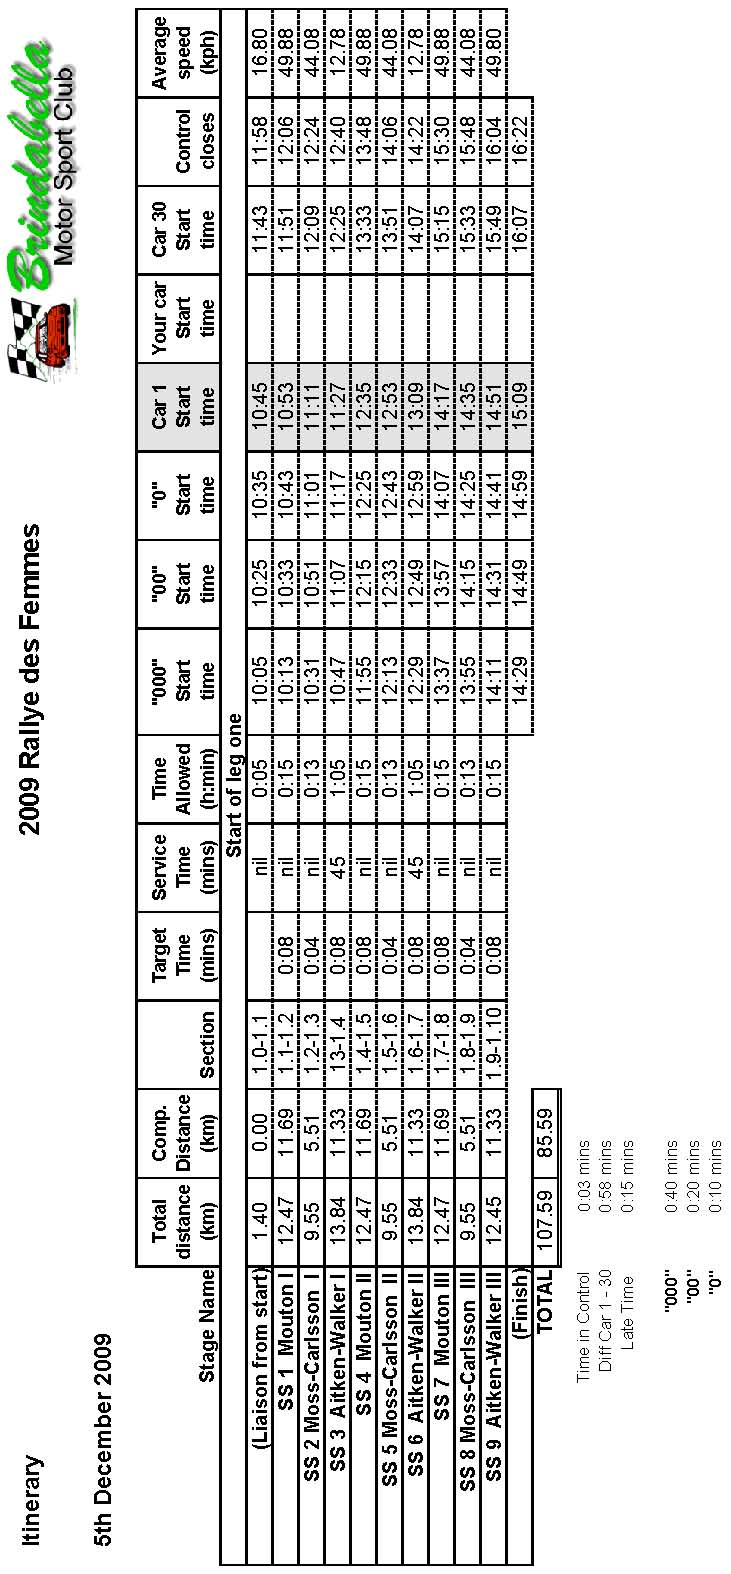 Itinerary 2009 Rallye des Femmes Brindabella
Motor Sport Club
5th December 2009
Stage Name Total distance (km) Comp. Distance (km) Section Target Time (mins) Service Time (mins) Time Allowed (h:min) "000" Start time "00" Start time "0" Start time Car 1 Start time Your car Start time Car 30 Start time Control closes Average speed (kph)
Start of leg one
(Liaison from start) 1.40 0.00 1.0-1.1 nil 0:05 10:05 10:25 10:35 10:45 11:43 11:58 16.80
SS 1 Mouton I 12.47 11.69 1.1-1.2 0:08 nil 0:15 10:13 10:33 10:43 10:53 11:51 12:06 49.88
SS 2 Moss-Carlsson I 9.55 5.51 1.2-1.3 0:04 nil 0:13 10:31 10:51 11:01 11:11 12:09 12:24 44.08
SS 3 Aitken-Walker I 13.84 11.33 13-1.4 0:08 45 1:05 10:47 11:07 11:17 11:27 12:25 12:40 12.78
SS 4 Mouton II 12.47 11.69 1.4-1.5 0:08 nil 0:15 11:55 12:15 12:25 12:35 13:33 13:48 49.88
SS 5 Moss-Carlsson II 9.55 5.51 1.5-1.6 0:04 nil 0:13 12:13 12:33 12:43 12:53 13:51 14:06 44.08
SS 6 Aitken-Walker II 13.84 11.33 1.6-1.7 0:08 45 1:05 12:29 12:49 12:59 13:09 14:07 14:22 12.78
SS 7 Mouton III 12.47 11.69 1.7-1.8 0:08 nil 0:15 13:37 13:57 14:07 14:17 15:15 15:30 49.88
SS 8 Moss-Carlsson III 9.55 5.51 1.8-1.9 0:04 nil 0:13 13:55 14:15 14:25 14:35 15:33 15:48 44.08
SS 9 Aitken-Walker III 12.45 11.33 1.9-1.10 0:08 nil 0:15 14:11 14:31 14:41 14:51 15:49 16:04 49.80
(Finish) 14:29 14:49 14:59 15:09 16:07 16:22
TOTAL 107.59 85.59
Time in Control 0:03 mins
Diff Car 1 - 30 0:58 mins
Late Time 0:15 mins
"000" 0:40 mins
"00" 0:20 mins
"0" 0:10 mins